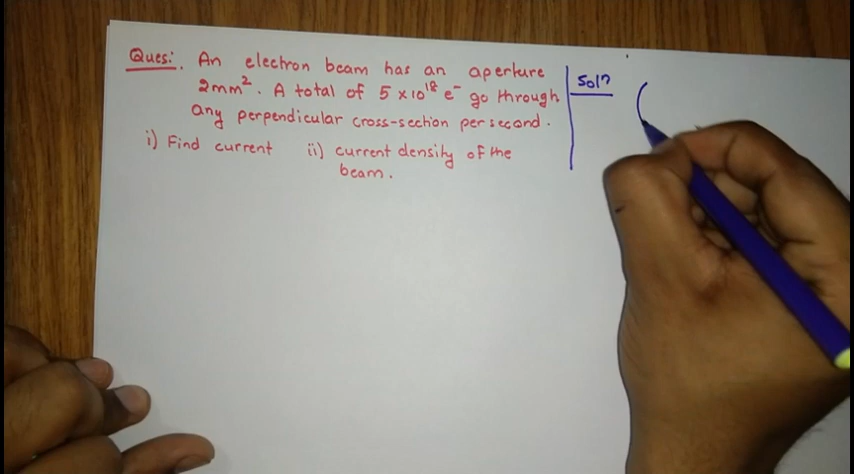 Ques:. An electron beam has an aperture
2mm². A total of 5 × 10¹⁸ e⁻ go through
any perpendicular cross-section per second.
i) Find current ii) current density of the
beam.
Solⁿ
(